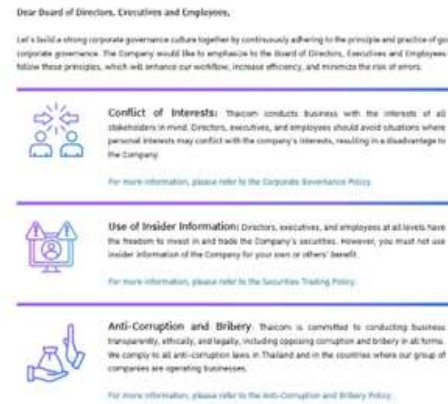 Dear Board of Directors, Executives and Employees,
Let's build a strong corporate governance culture together by continuously adhering to the principle and practice of go
corporate governance. The Company would like to emphasize to the Board of Directors, Executives and Employees
follow these principles, which will enhance our workflow, increase efficiency, and minimize the risk of errors.
Conflict of Interests: Thaicom conducts business with the interests of all
stakeholders in mind. Directors, executives, and employees should avoid situations where
personal interests may conflict with the company's interests, resulting in a disadvantage to
the Company.
For more information, please refer to the Corporate Governance Policy.
Use of Insider Information: Directors, executives, and employees at all levels have
the freedom to invest in and trade the Company's securities. However, you must not use
insider information of the Company for your own or others' benefit.
For more information, please refer to the Securities Trading Policy.
Anti-Corruption and Bribery: Thaicom is committed to conducting business
transparently, ethically, and legally, including opposing corruption and bribery in all forms.
We comply to all anti-corruption laws in Thailand and in the countries where our group of
companies are operating businesses.
For more information, please refer to the Anti-Corruption and Bribery Policy.